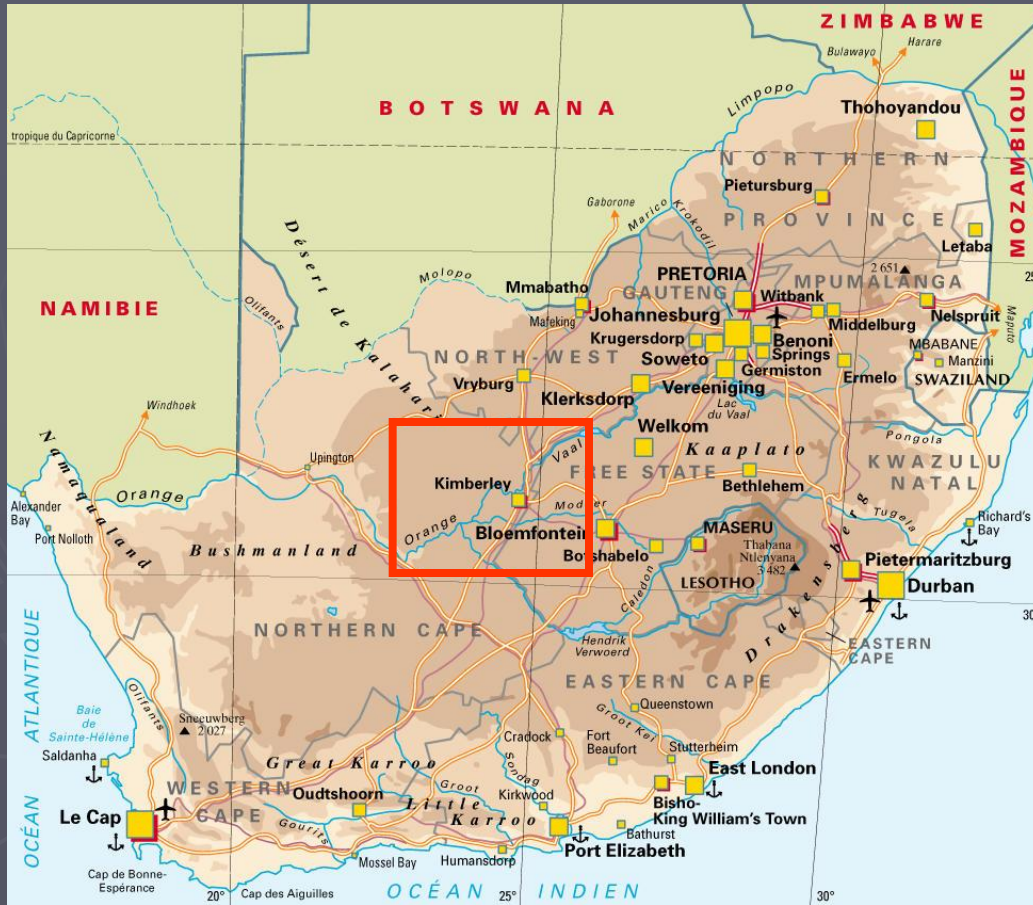 ZIMBABWE
Harare
Bulawayo
BOTSWANA
MOZAMBIQUE
Limpopo
Thohoyandou
tropique du Capricorne
NORTHERN
PROVINCE
Pietursburg
Gaborone
Marico
Krokodil
Letaba
Désert de Kalahari
Molopo
25
2 651
PRETORIA
MPUMALANGA
NAMIBIE
Olifants
Mmabatho
GAUTENG
Witbank
Mafeking
Johannesburg
Middelburg
Nelspruit
Maputo
Krugersdorp
Benoni
MBABANE
NORTH-WEST
Soweto
Springs
Manzini
Germiston
Ermelo
SWAZILAND
Vryburg
Vereeniging
Klerksdorp
Lac
du Vaal
Windhoek
Welkom
Pongola
Namaqualand
Upington
Vaal
Kaaplato
FREE STATE
KWAZULU
NATAL
Bethlehem
Kimberley
Orange
Alexander
Bay
Modder
Tugela
Richard's
Bay
Port Nolloth
Orange
Bloemfontein
MASERU
Bushmanland
Botshabelo
Thabana
Ntlenyana
3 482
Pietermaritzburg
LESOTHO
Durban
Caledon
Drakensberg
30
NORTHERN CAPE
Hendrik
Verwoerd
EASTERN
CAPE
OCÉAN ATLANTIQUE
EASTERN CAPE
Olifants
Baie
de
Sainte-Hélène
Sneeuwberg
2 027
Queenstown
Groot Kei
Cradock
Fort
Beaufort
Stutterheim
Saldanha
Great Karroo
East London
WESTERN
CAPE
Oudtshoorn
Groot
Sondag
Kirkwood
Little
Karroo
Bisho-
King William's Town
Le Cap
Gourits
Bathurst
Port Elizabeth
Mossel Bay
Humansdorp
Cap de Bonne-
Espérance
20°
Cap des Aiguilles
OCÉAN INDIEN
25°
30°